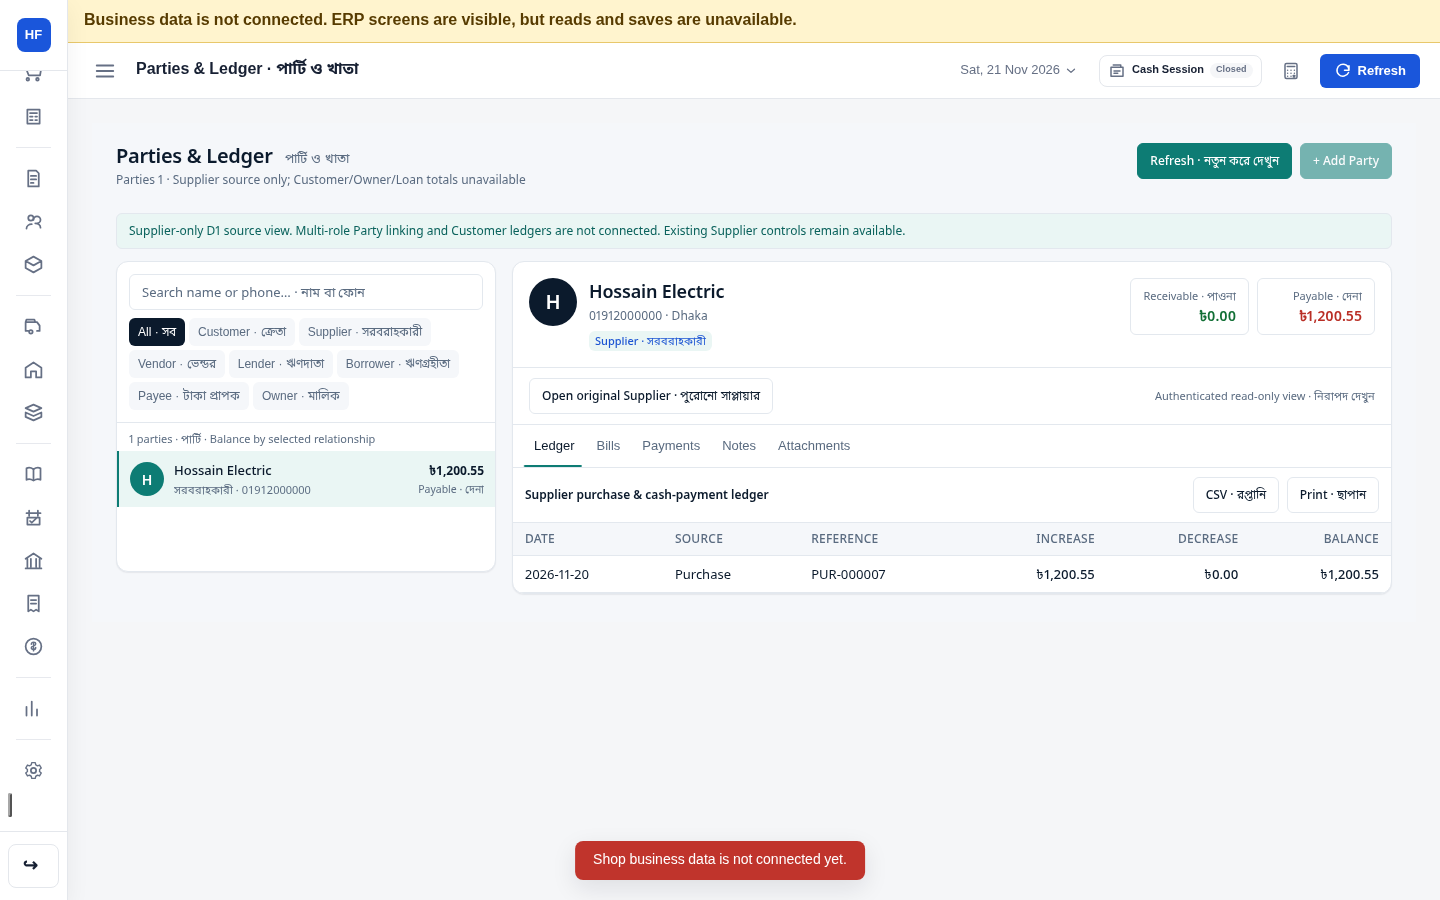 Business data is not connected. ERP screens are visible, but reads and saves are unavailable.
HF
Parties & Ledger · পার্টি ও খাতা
Sat, 21 Nov 2026
Cash Session Closed
Refresh
Parties & Ledger পার্টি ও খাতা
Parties 1 · Supplier source only; Customer/Owner/Loan totals unavailable
Refresh · নতুন করে দেখুন
+ Add Party
Supplier-only D1 source view. Multi-role Party linking and Customer ledgers are not connected. Existing Supplier controls remain available.
Search name or phone... · নাম বা ফোন
All · সব
Customer · ক্রেতা
Supplier · সরবরাহকারী
Vendor · ভেন্ডর
Lender · ঋণদাতা
Borrower · ঋণগ্রহীতা
Payee · টাকা প্রাপক
Owner · মালিক
1 parties · পার্টি · Balance by selected relationship
H
Hossain Electric
৳1,200.55
সরবরাহকারী · 01912000000
Payable · দেনা
H
Hossain Electric
01912000000 · Dhaka
Supplier · সরবরাহকারী
Receivable · পাওনা
৳0.00
Payable · দেনা
৳1,200.55
Open original Supplier · পুরোনো সাপ্লায়ার
Authenticated read-only view · নিরাপদ দেখুন
Ledger Bills Payments Notes Attachments
Supplier purchase & cash-payment ledger
CSV · রপ্তানি
Print · ছাপান
DATE SOURCE REFERENCE INCREASE DECREASE BALANCE
2026-11-20 Purchase PUR-000007 ৳1,200.55 ৳0.00 ৳1,200.55
Shop business data is not connected yet.